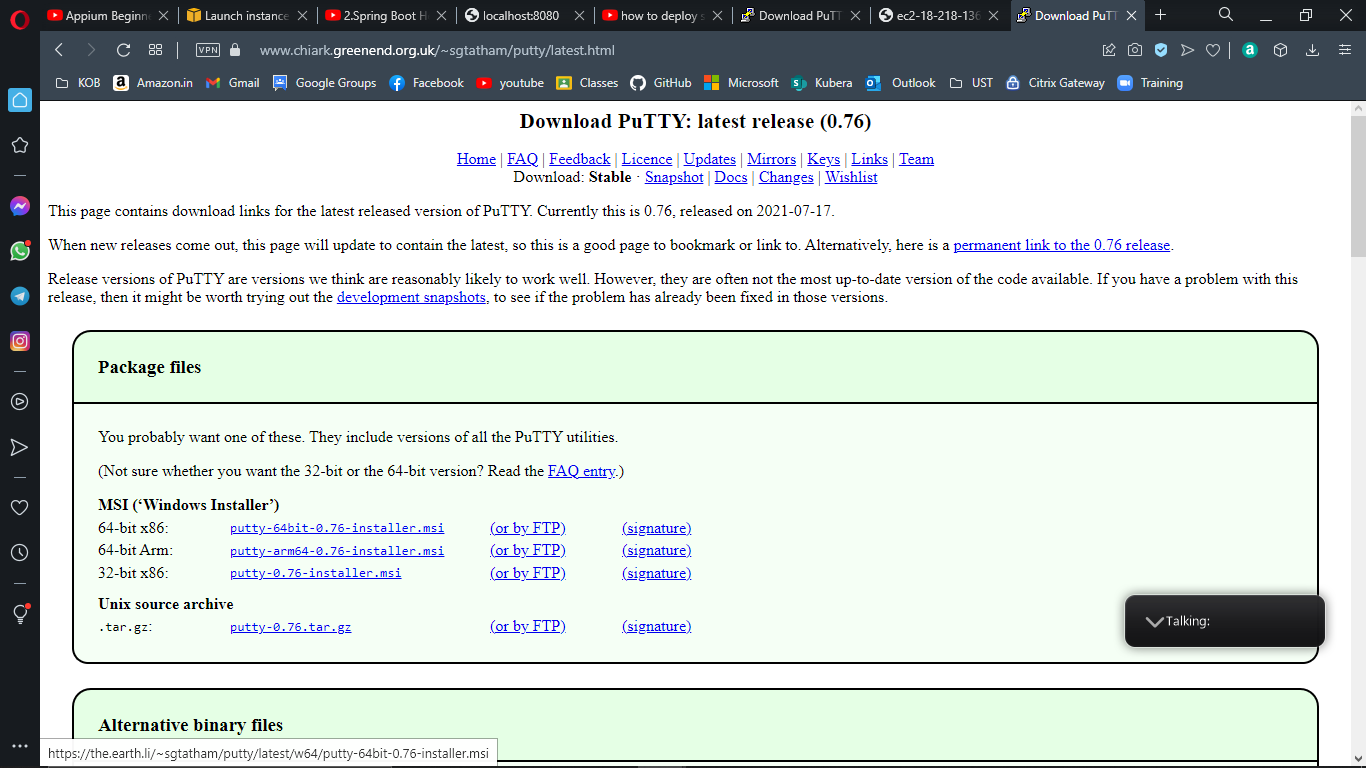 Appium Beginne
Launch instance
2.Spring Boot H
localhost:8080
how to deploy s
Download PuTT
ec2-18-218-136
Download PuTT
VPN
www.chiark.greenend.org.uk/~sgtatham/putty/latest.html
KOB
Amazon.in
Gmail
Google Groups
Facebook
youtube
Classes
GitHub
Microsoft
Kubera
Outlook
UST
Citrix Gateway
Training
Download PuTTY: latest release (0.76)
Home | FAQ | Feedback | Licence | Updates | Mirrors | Keys | Links | Team
Download: Stable · Snapshot | Docs | Changes | Wishlist
This page contains download links for the latest released version of PuTTY. Currently this is 0.76, released on 2021-07-17.
When new releases come out, this page will update to contain the latest, so this is a good page to bookmark or link to. Alternatively, here is a permanent link to the 0.76 release.
Release versions of PuTTY are versions we think are reasonably likely to work well. However, they are often not the most up-to-date version of the code available. If you have a problem with this
release, then it might be worth trying out the development snapshots, to see if the problem has already been fixed in those versions.
Package files
You probably want one of these. They include versions of all the PuTTY utilities.
(Not sure whether you want the 32-bit or the 64-bit version? Read the FAQ entry.)
MSI (‘Windows Installer’)
64-bit x86: putty-64bit-0.76-installer.msi (or by FTP) (signature)
64-bit Arm: putty-arm64-0.76-installer.msi (or by FTP) (signature)
32-bit x86: putty-0.76-installer.msi (or by FTP) (signature)
Unix source archive
.tar.gz: putty-0.76.tar.gz (or by FTP) (signature)
Talking:
Alternative binary files
https://the.earth.li/~sgtatham/putty/latest/w64/putty-64bit-0.76-installer.msi